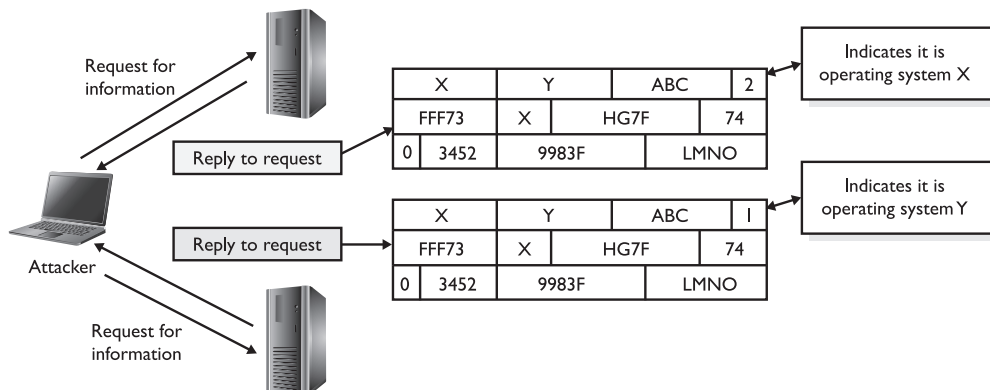 Request for
information
Indicates it is
operating system X
X Y ABC 2
FFF73 X HG7F 74
0 3452 9983F LMNO
Reply to request
Indicates it is
operating system Y
X Y ABC 1
FFF73 X HG7F 74
0 3452 9983F LMNO
Reply to request
Attacker
Request for
information